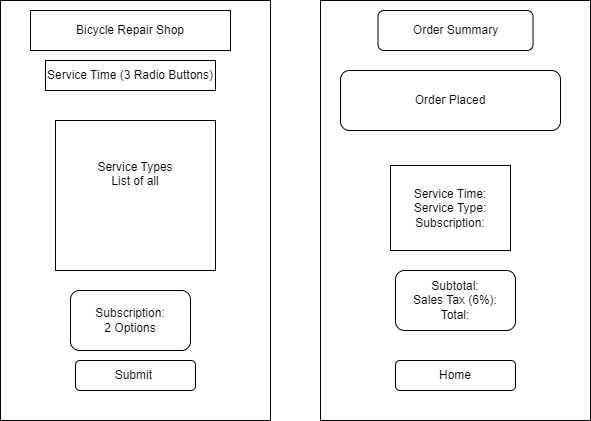 Bicycle Repair Shop
Service Time (3 Radio Buttons)
Service Types
List of all
Subscription:
2 Options
Submit
Order Summary
Order Placed
Service Time:
Service Type:
Subscription:
Subtotal:
Sales Tax (6%):
Total:
Home